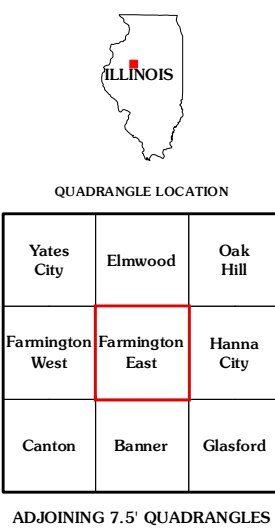 ILLINOIS
QUADRANGLE LOCATION
Yates
City
Elmwood
Oak
Hill
Farmington
West
Farmington
East
Hanna
City
Canton
Banner
Glasford
ADJOINING 7.5' QUADRANGLES